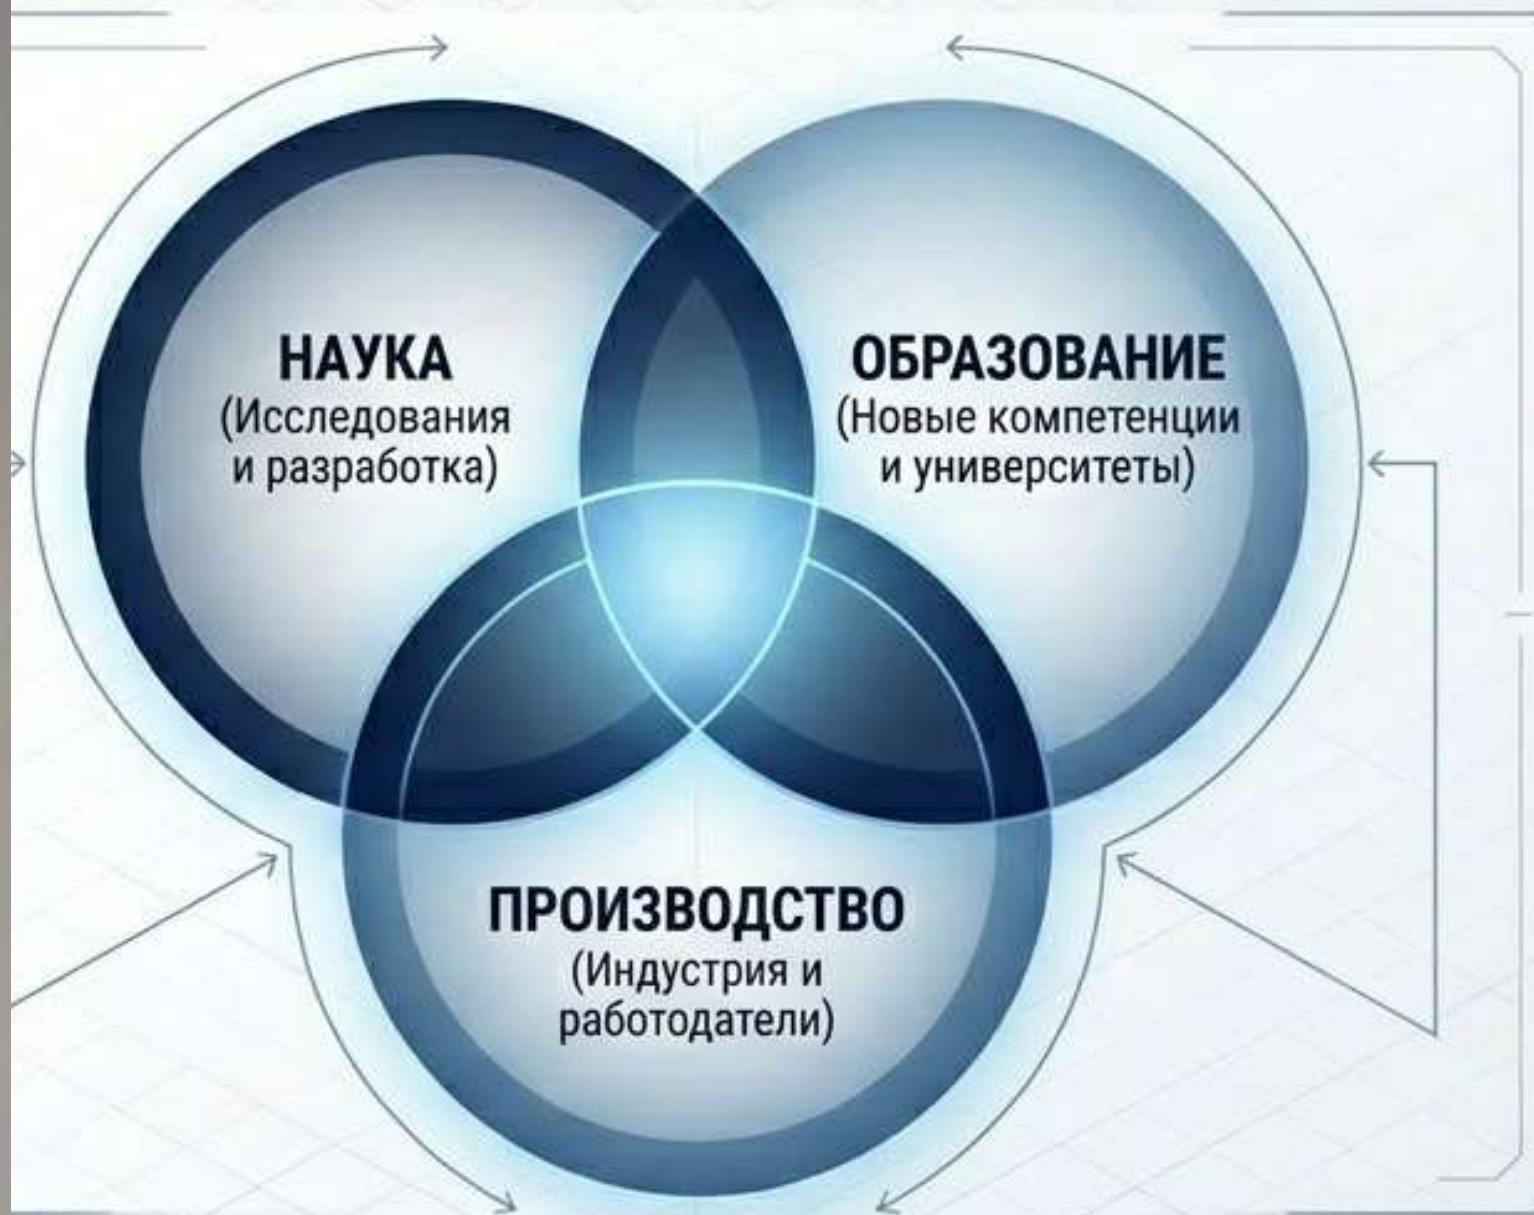 НАУКА
(Исследования
и разработка)
ОБРАЗОВАНИЕ
(Новые компетенции
и университеты)
ПРОИЗВОДСТВО
(Индустрия и
работодатели)